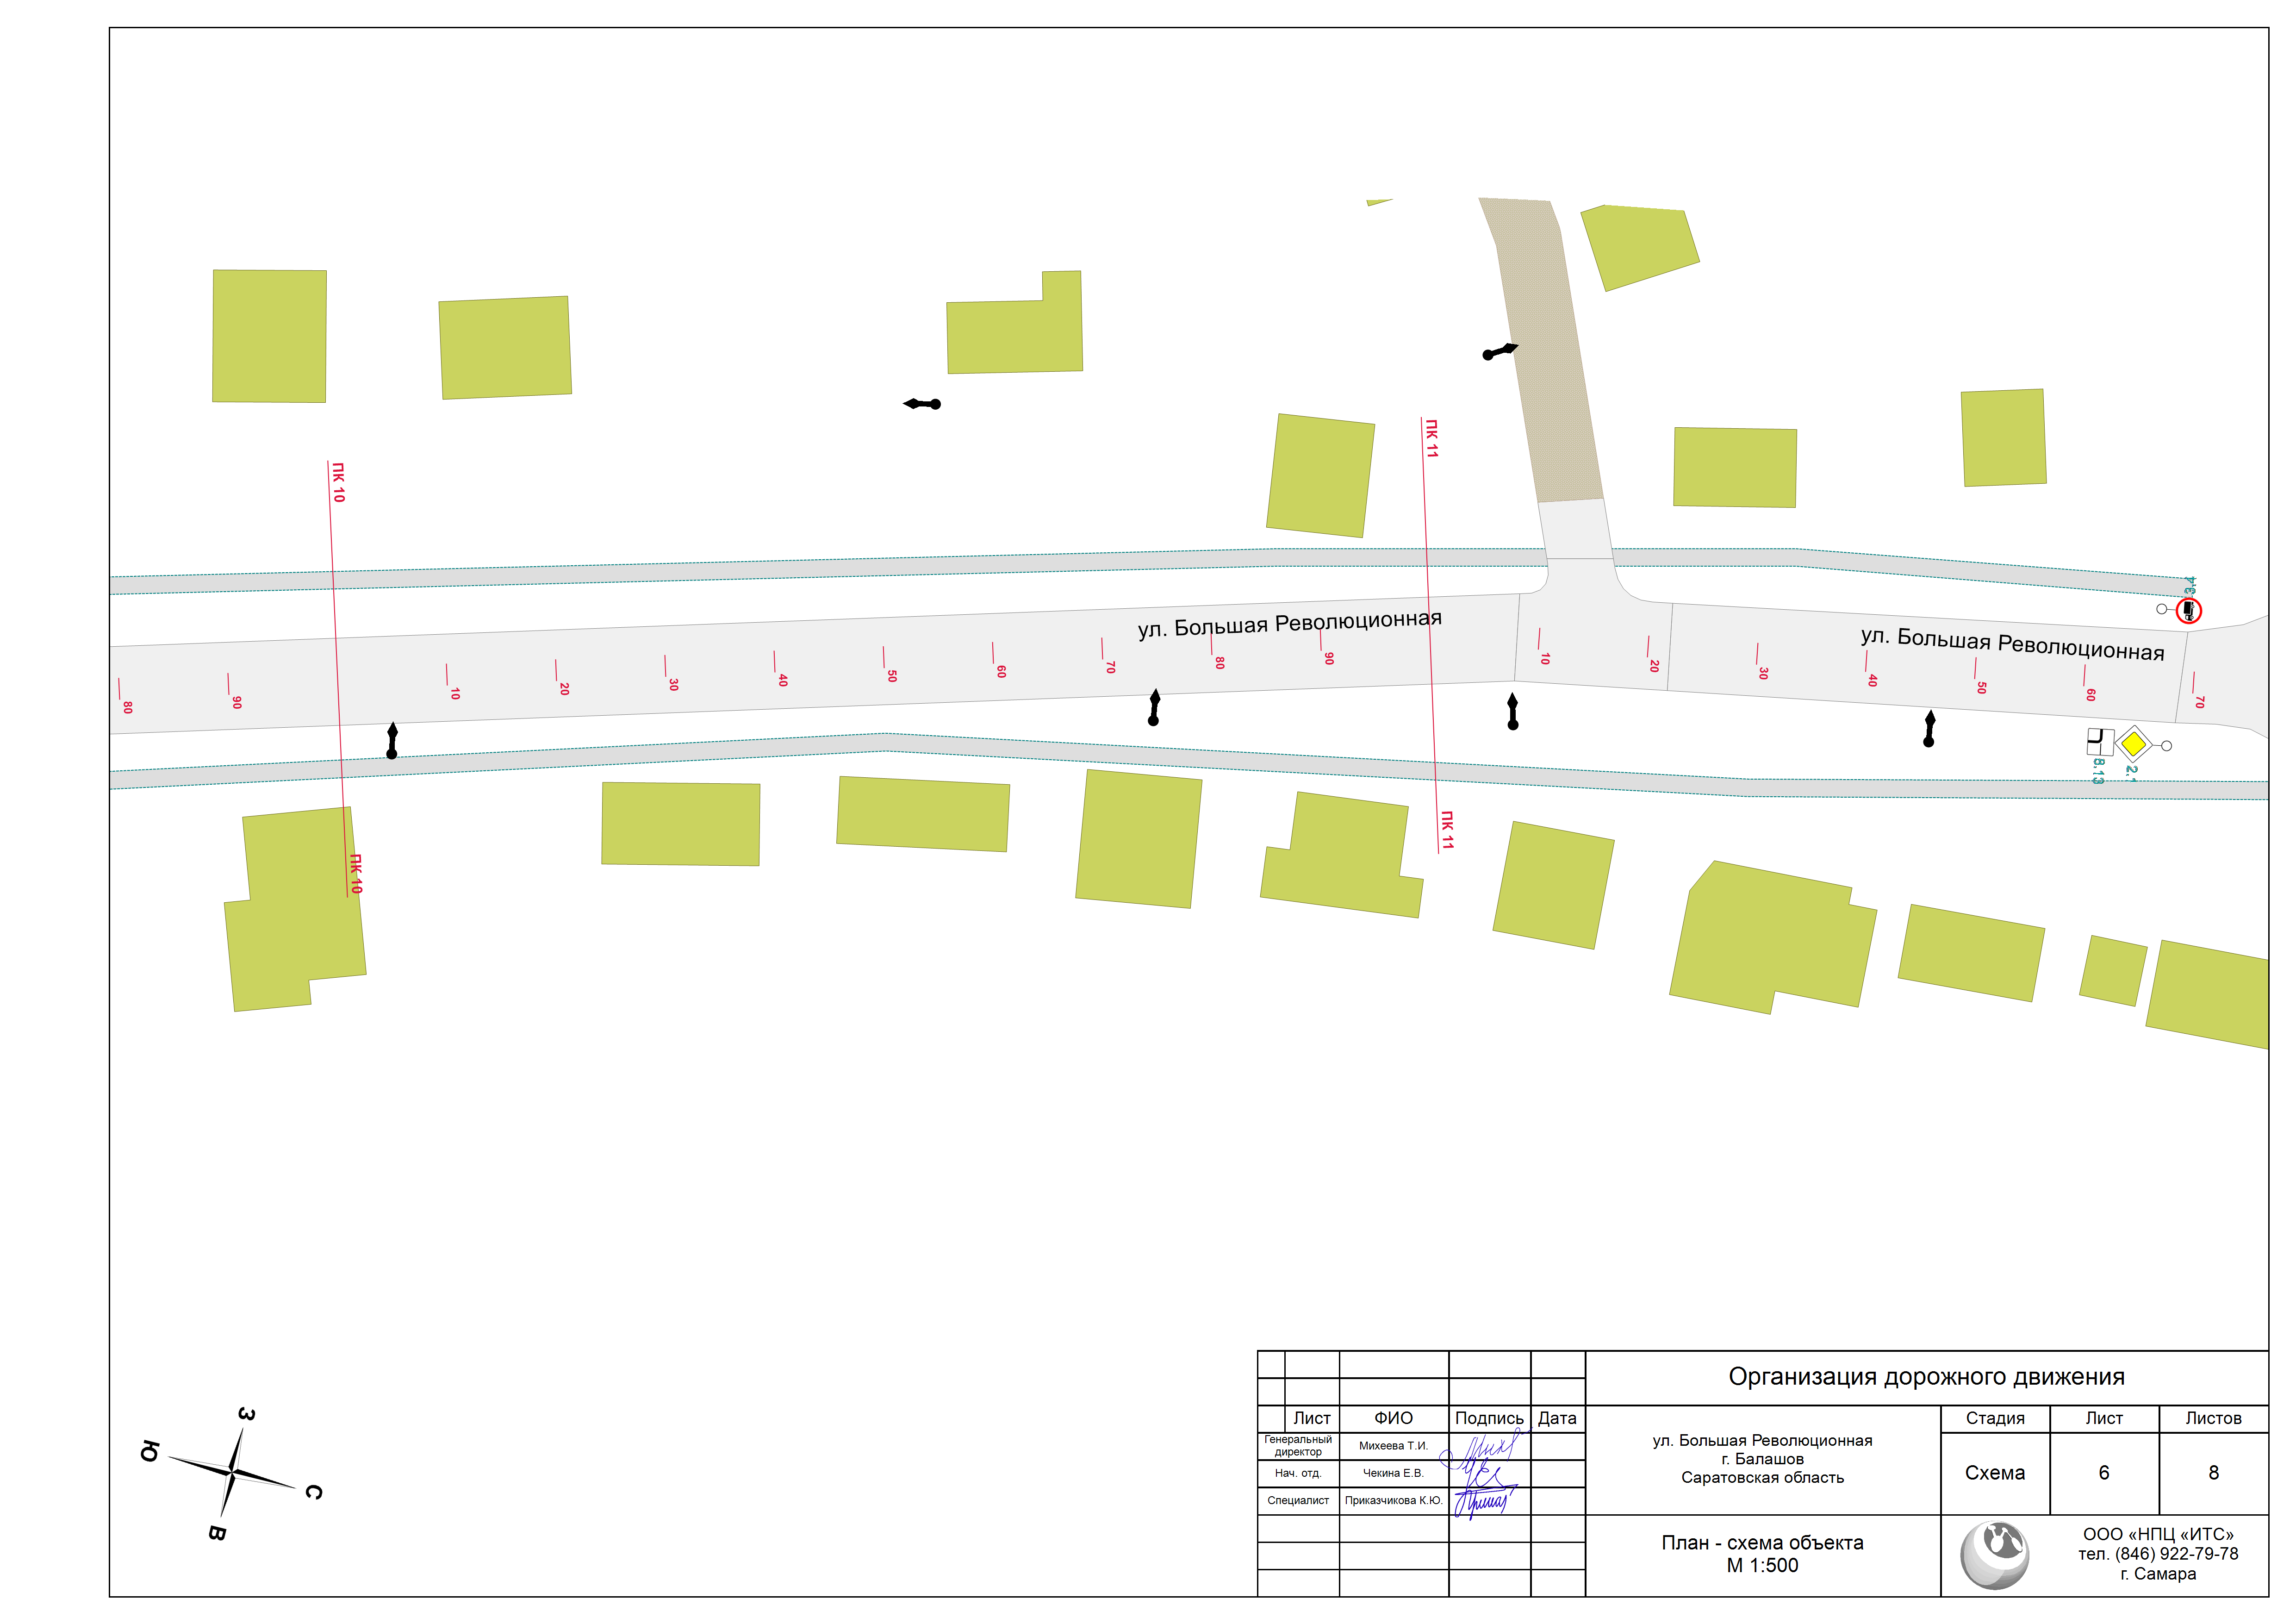 ПК 10
ПК 11
3.4
ул. Большая Революционная
ул. Большая Революционная
80
90
10
20
30
40
50
60
70
80
90
10
20
30
40
50
60
70
8.13
2.1
ПК 10
ПК 11
З
Ю
С
В
Организация дорожного движения
Лист ФИО Подпись Дата
Генеральный
директор
Михеева Т.И.
Нач. отд. Чекина Е.В.
Специалист Приказчикова К.Ю.
ул. Большая Революционная
г. Балашов
Саратовская область
Стадия Лист Листов
Схема 6 8
План - схема объекта
М 1:500
ООО «НПЦ «ИТС»
тел. (846) 922-79-78
г. Самара